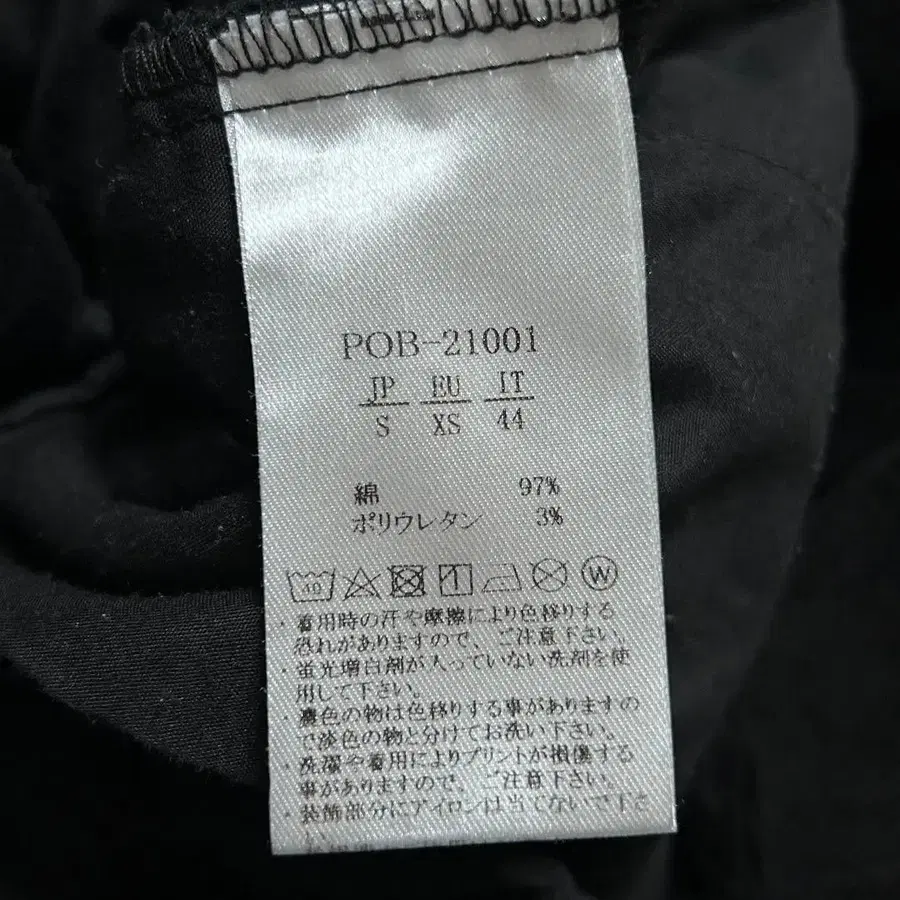 POB-21001
JP EU IT
S XS 44
綿 97%
ポリウレタン 3%
40 W
・着用時の汗や摩擦により色移りする
恐れがありますので、ご注意下さい。
・蛍光増白剤が入っていない洗剤を使
用して下さい。
・濃色の物は色移りする事がありますの
で淡色の物と分けてお洗い下さい。
・洗濯や着用によりプリントが損傷する
事がありますので、ご注意下さい。
・装飾部分にアイロンは当てないで下さ
い。